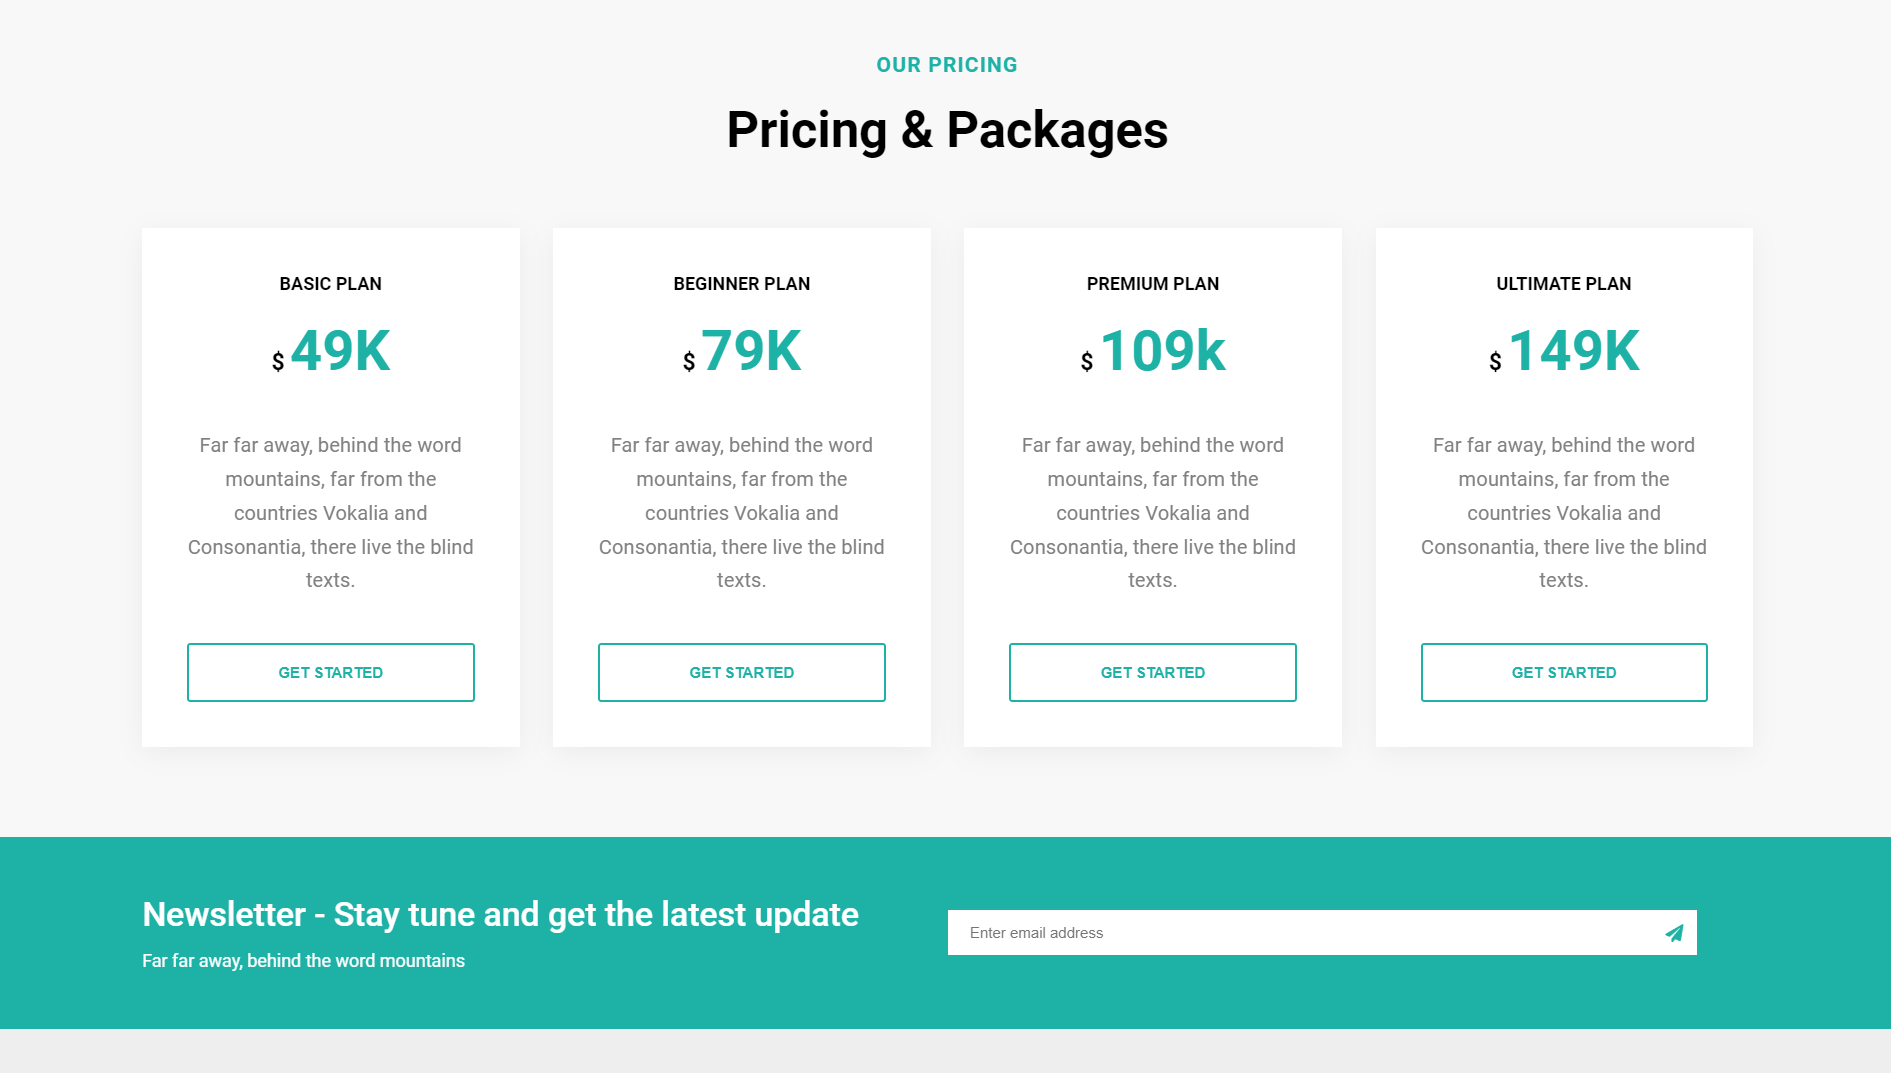 OUR PRICING
Pricing & Packages
BASIC PLAN
$ 49K
Far far away, behind the word
mountains, far from the
countries Vokalia and
Consonantia, there live the blind
texts.
GET STARTED
BEGINNER PLAN
$ 79K
Far far away, behind the word
mountains, far from the
countries Vokalia and
Consonantia, there live the blind
texts.
GET STARTED
PREMIUM PLAN
$ 109k
Far far away, behind the word
mountains, far from the
countries Vokalia and
Consonantia, there live the blind
texts.
GET STARTED
ULTIMATE PLAN
$ 149K
Far far away, behind the word
mountains, far from the
countries Vokalia and
Consonantia, there live the blind
texts.
GET STARTED
Newsletter - Stay tune and get the latest update
Far far away, behind the word mountains
Enter email address